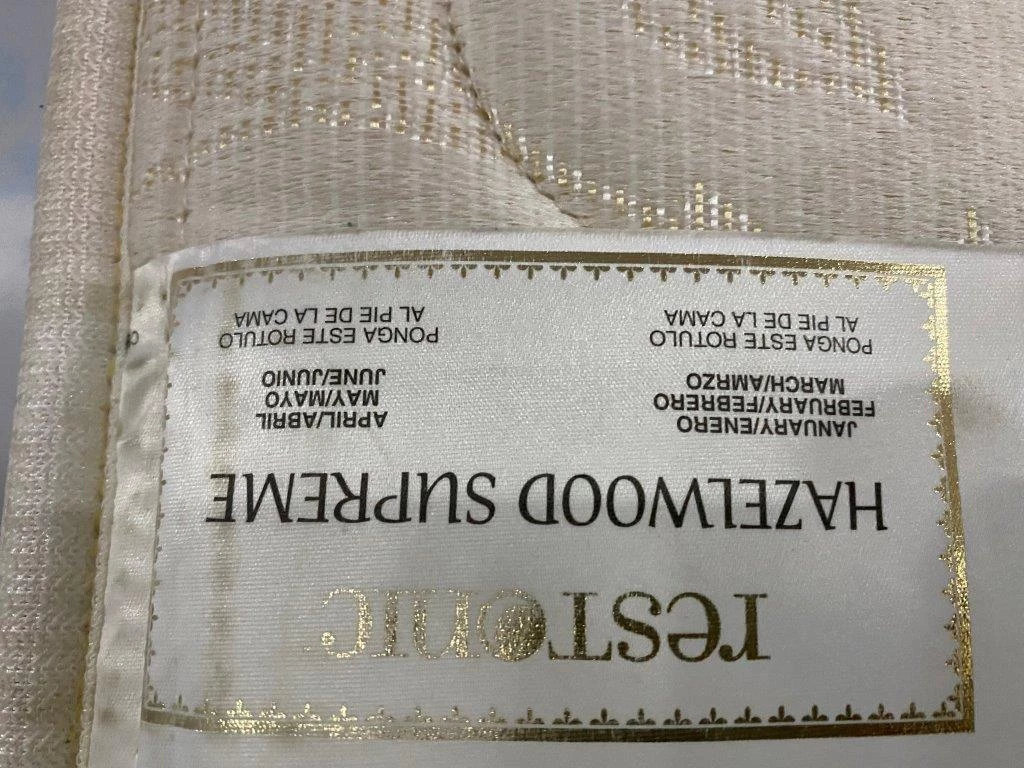 resTonic
HAZELWOOD SUPREME
JANUARY/ENERO
FEBRUARY/FEBRERO
MARCH/AMRZO
PONGA ESTE ROTULO
AL PIE DE LA CAMA
APRIL/ABRIL
MAY/MAYO
JUNE/JUNIO
PONGA ESTE ROTULO
AL PIE DE LA CAMA